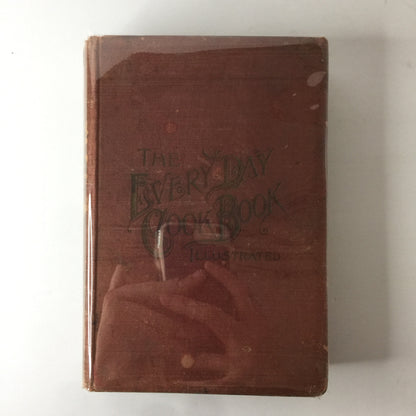 THE
EVERY DAY
COOK BOOK
ILLUSTRATED